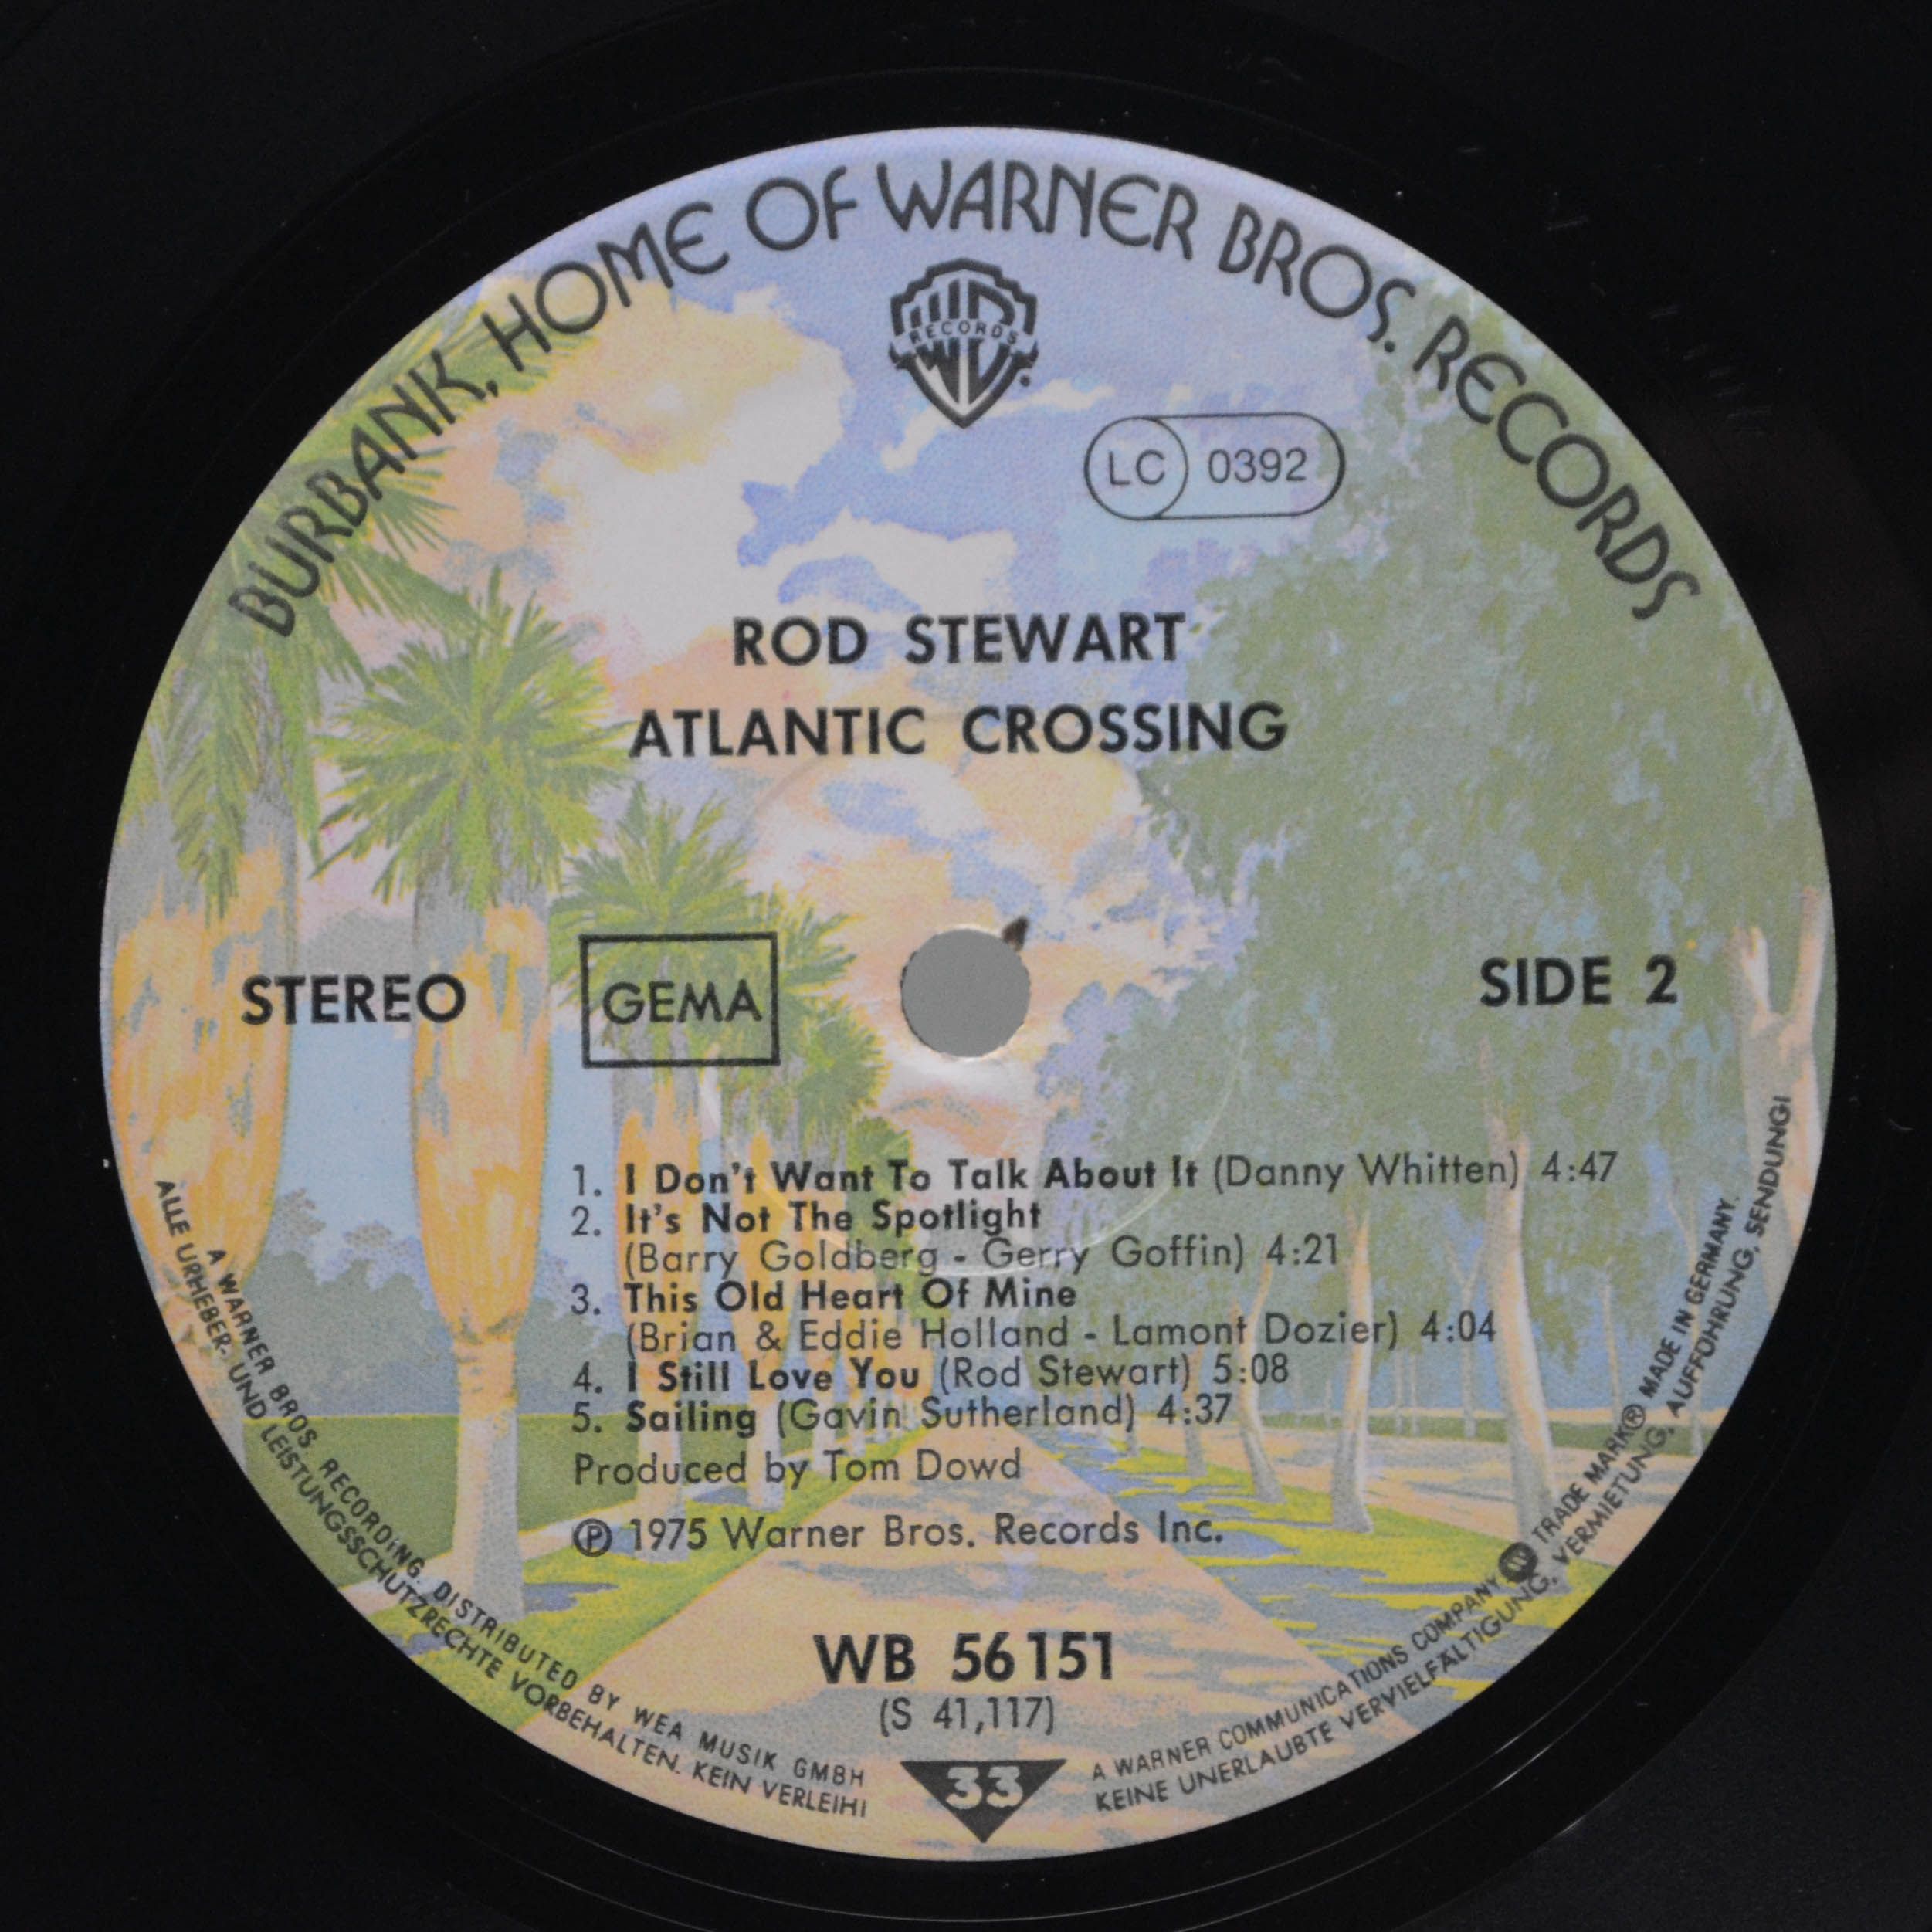 BURBANK, HOME OF WARNER BROS. RECORDS
RECORDS
LC 0392
ROD STEWART
ATLANTIC CROSSING
STEREO
GEMA
SIDE 2
1. I Don't Want To Talk About It (Danny Whitten) 4:47
2. It's Not The Spotlight
(Barry Goldberg - Gerry Goffin) 4:21
3. This Old Heart Of Mine
(Brian & Eddie Holland - Lamont Dozier) 4:04
4. I Still Love You (Rod Stewart) 5:08
5. Sailing (Gavin Sutherland) 4:37
Produced by Tom Dowd
Ⓟ 1975 Warner Bros. Records Inc.
WB 56 151
(S 41,117)
33
A WARNER BROS. RECORDING. DISTRIBUTED BY WEA MUSIK GMBH
ALLE URHEBER- UND LEISTUNGSSCHUTZRECHTE VORBEHALTEN. KEIN VERLEIH!
A WARNER COMMUNICATIONS COMPANY TRADE MARK® MADE IN GERMANY.
KEINE UNERLAUBTE VERVIELFÄLTIGUNG, VERMIETUNG, AUFFÜHRUNG, SENDUNG!